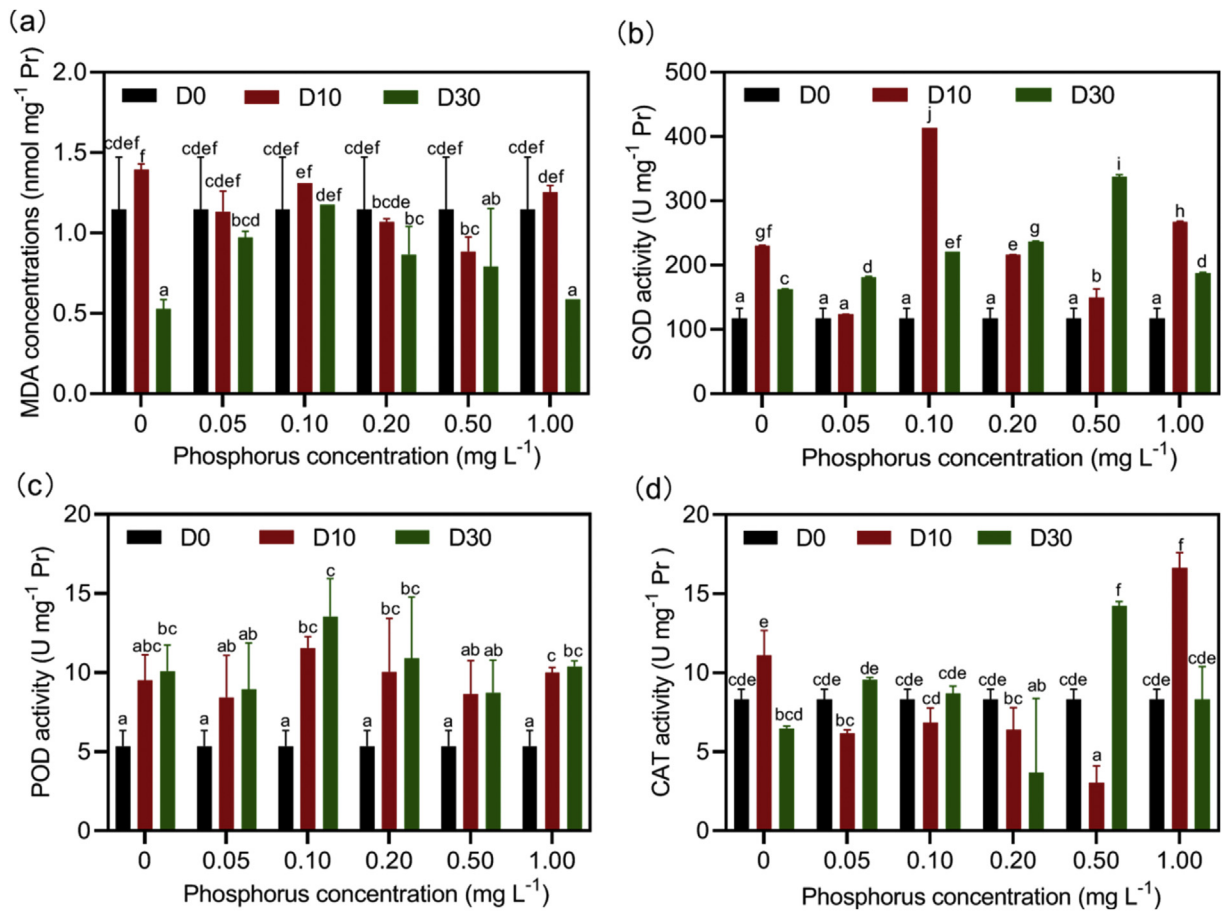 (a)
MDA concentrations (nmol mg-1 Pr)
2.0
1.5
1.0
0.5
0.0
D0 D10 D30
cdef f a
cdef cdef bcd
cdef ef def
cdef bcde bc
cdef bc ab
cdef def a
0 0.05 0.10 0.20 0.50 1.00
Phosphorus concentration (mg L-1)
(b)
SOD activity (U mg-1 Pr)
500
400
300
200
100
0
D0 D10 D30
a gf c
a a d
a j ef
a e g
a b i
a h d
0 0.05 0.10 0.20 0.50 1.00
Phosphorus concentration (mg L-1)
(c)
POD activity (U mg-1 Pr)
20
15
10
5
0
D0 D10 D30
a abc bc
a ab ab
a bc c
a bc bc
a ab ab
a c bc
0 0.05 0.10 0.20 0.50 1.00
Phosphorus concentration (mg L-1)
(d)
CAT activity (U mg-1 Pr)
20
15
10
5
0
D0 D10 D30
cde e bcd
cde bc de
cde cd cde
cde bc ab
cde a f
cde f cde
0 0.05 0.10 0.20 0.50 1.00
Phosphorus concentration (mg L-1)